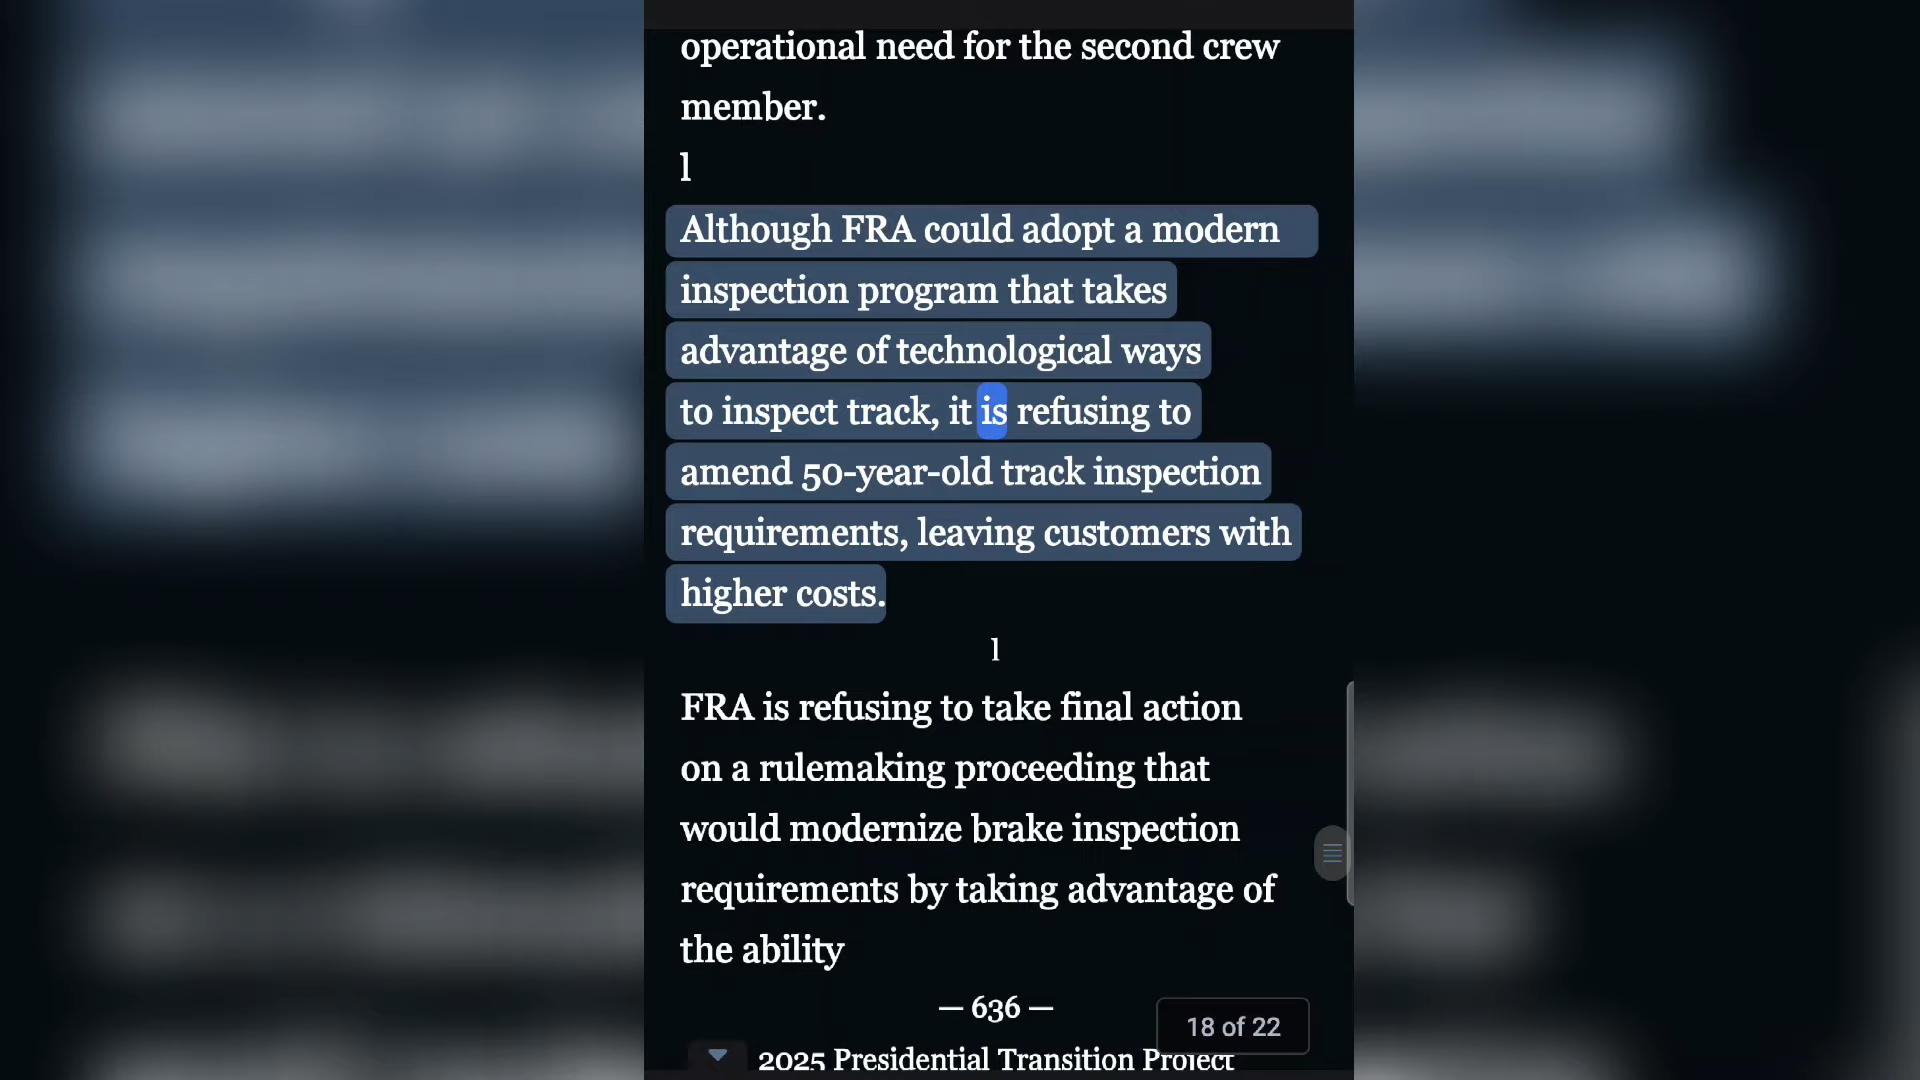 operational need for the second crew
member.
l
Although FRA could adopt a modern
inspection program that takes
advantage of technological ways
to inspect track, it is refusing to
amend 50-year-old track inspection
requirements, leaving customers with
higher costs.
l
FRA is refusing to take final action
on a rulemaking proceeding that
would modernize brake inspection
requirements by taking advantage of
the ability
— 636 —
18 of 22
2025 Presidential Transition Project